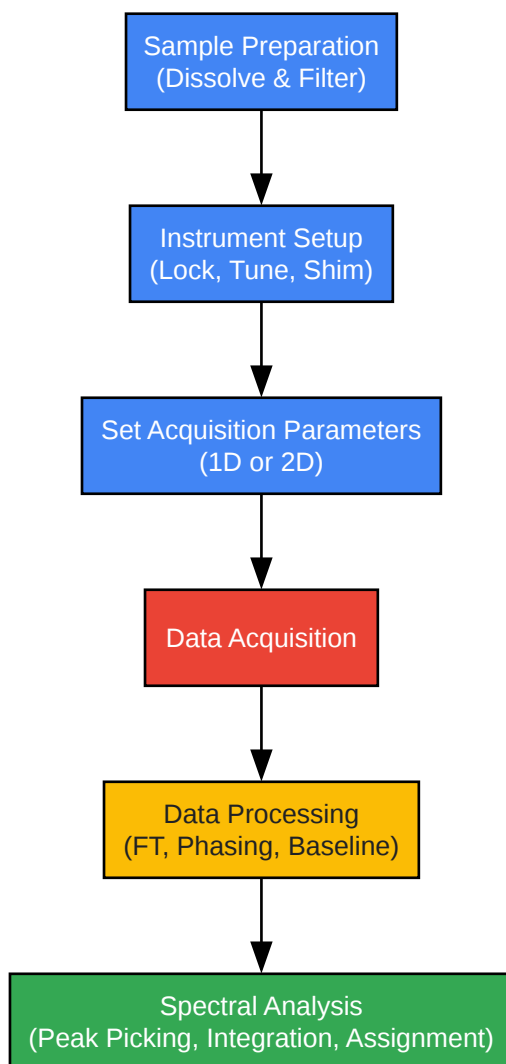 Sample Preparation
(Dissolve & Filter)
Instrument Setup
(Lock, Tune, Shim)
Set Acquisition Parameters
(1D or 2D)
Data Acquisition
Data Processing
(FT, Phasing, Baseline)
Spectral Analysis
(Peak Picking, Integration, Assignment)